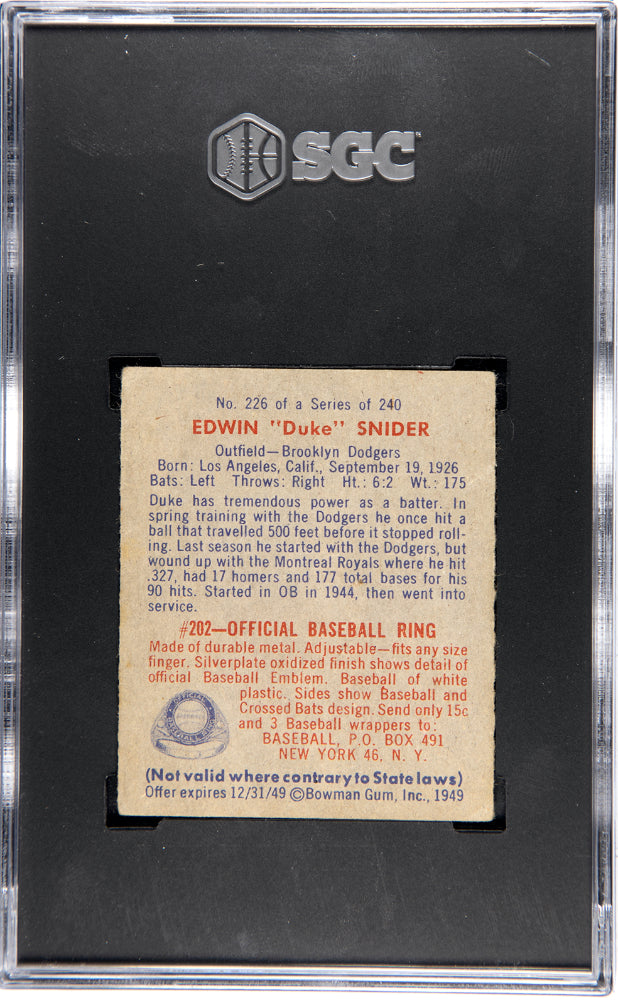 SGC
No. 226 of a Series of 240
EDWIN "Duke" SNIDER
Outfield—Brooklyn Dodgers
Born: Los Angeles, Calif., September 19, 1926
Bats: Left Throws: Right Ht.: 6:2 Wt.: 175
Duke has tremendous power as a batter. In
spring training with the Dodgers he once hit a
ball that travelled 500 feet before it stopped roll-
ing. Last season he started with the Dodgers, but
wound up with the Montreal Royals where he hit
.327, had 17 homers and 177 total bases for his
90 hits. Started in OB in 1944, then went into
service.
#202—OFFICIAL BASEBALL RING
Made of durable metal. Adjustable—fits any size
finger. Silverplate oxidized finish shows detail of
official Baseball Emblem. Baseball of white
plastic. Sides show Baseball and
Crossed Bats design. Send only 15c
and 3 Baseball wrappers to:
BASEBALL, P.O. BOX 491
NEW YORK 46, N. Y.
OFFICIAL
(Not valid where contrary to State laws)
Offer expires 12/31/49 ©Bowman Gum, Inc., 1949